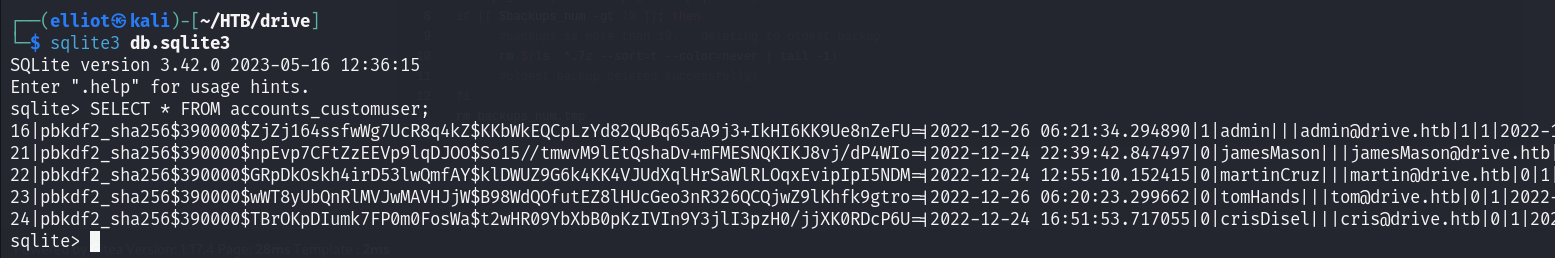 ┌──(elliot㉿kali)-[~/HTB/drive]
└─$ sqlite3 db.sqlite3
SQLite version 3.42.0 2023-05-16 12:36:15
Enter ".help" for usage hints.
sqlite> SELECT * FROM accounts_customuser;
16|pbkdf2_sha256$390000$ZjZj164ssfwWg7UcR8q4kZ$KKbWkEQCpLzYd82QUBq65aA9j3+IkHI6KK9Ue8nZeFU=|2022-12-26 06:21:34.294890|1|admin|||admin@drive.htb|1|1|2022-1
21|pbkdf2_sha256$390000$npEvp7CFtZzEEVp9lqDJOO$So15//tmwvM9lEtQshaDv+mFMESNQKIKJ8vj/dP4WIo=|2022-12-24 22:39:42.847497|0|jamesMason|||jamesMason@drive.htb|
22|pbkdf2_sha256$390000$GRpDkOskh4irD53lwQmfAY$klDWUZ9G6k4KK4VJUdXqlHrSaWlRLOqxEvipIpI5NDM=|2022-12-24 12:55:10.152415|0|martinCruz|||martin@drive.htb|0|1|
23|pbkdf2_sha256$390000$wWT8yUbQnRlMVJwMAVHJjW$B98WdQOfutEZ8lHUcGeo3nR326QCQjwZ9lKhfk9gtro=|2022-12-26 06:20:23.299662|0|tomHands|||tom@drive.htb|0|1|2022-
24|pbkdf2_sha256$390000$TBrOKpDIumk7FP0m0FosWa$t2wHR09YbXbB0pKzIVIn9Y3jlI3pzH0/jjXK0RDcP6U=|2022-12-24 16:51:53.717055|0|crisDisel|||cris@drive.htb|0|1|202
sqlite>